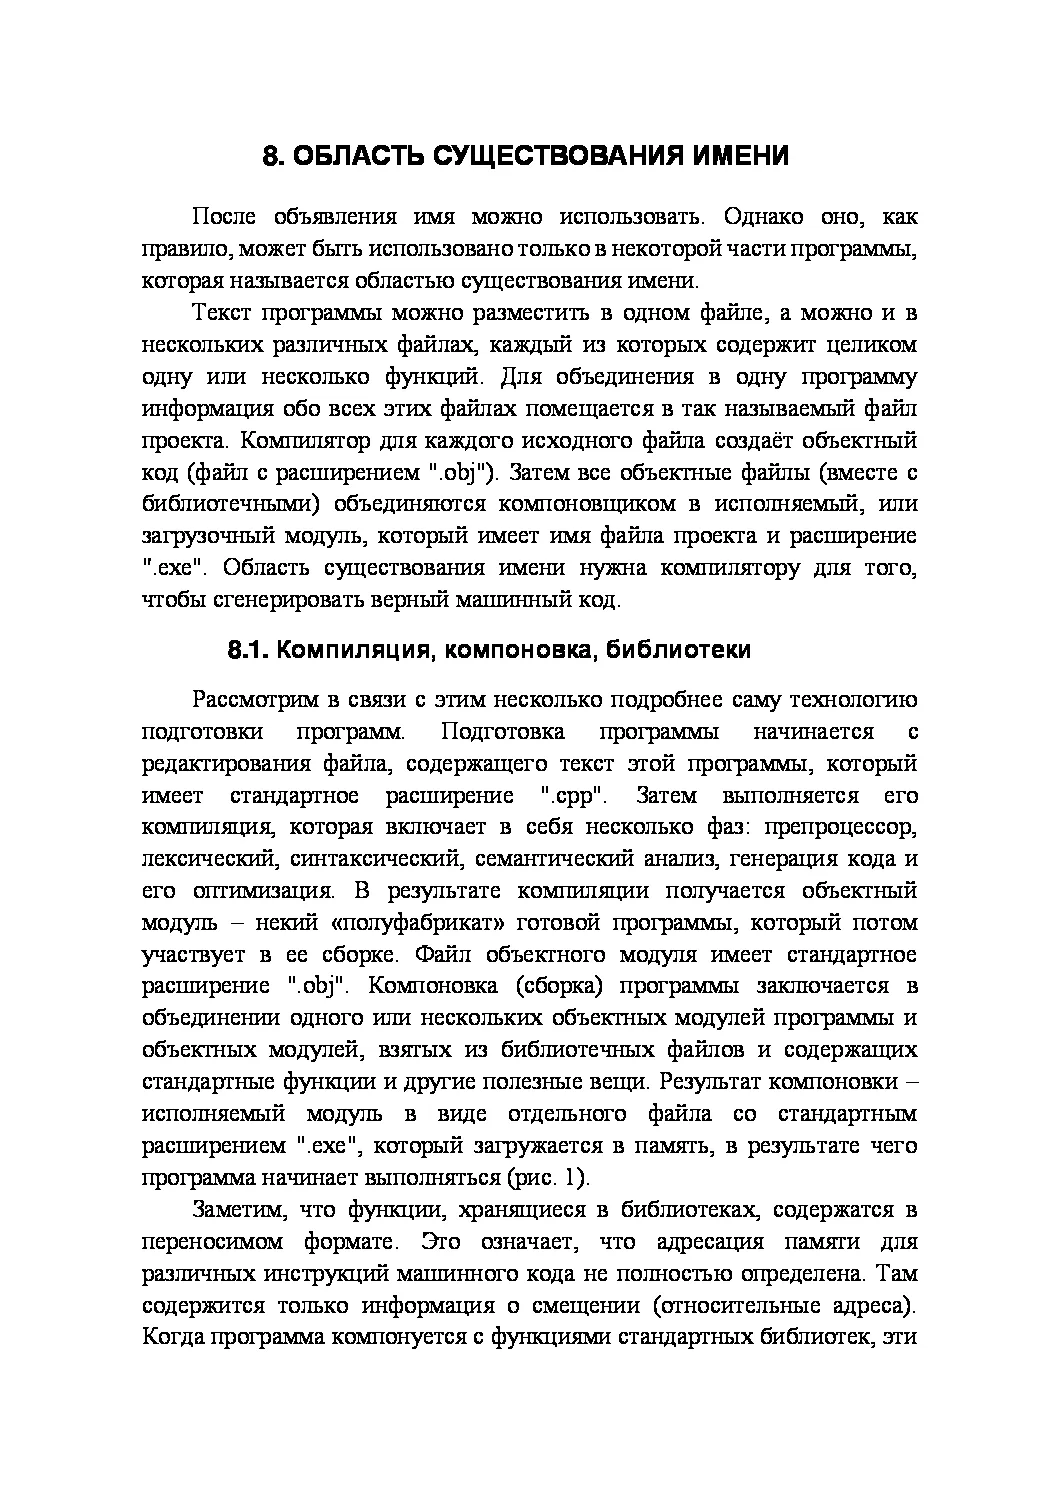 8. ОБЛАСТЬ СУЩЕСТВОВАНИЯ ИМЕНИ
После объявления имя можно использовать. Однако оно, как
правило, может быть использовано только в некоторой части программы,
которая называется областью существования имени.
Текст программы можно разместить в одном файле, а можно и в
нескольких различных файлах, каждый из которых содержит целиком
одну или несколько функций. Для объединения в одну программу
информация обо всех этих файлах помещается в так называемый файл
проекта. Компилятор для каждого исходного файла создаёт объектный
код (файл с расширением ".obj"). Затем все объектные файлы (вместе с
библиотечными) объединяются компоновщиком в исполняемый, или
загрузочный модуль, который имеет имя файла проекта и расширение
".exe". Область существования имени нужна компилятору для того,
чтобы сгенерировать верный машинный код.
8.1. Компиляция, компоновка, библиотеки
Рассмотрим в связи с этим несколько подробнее саму технологию
подготовки программ. Подготовка программы начинается с
редактирования файла, содержащего текст этой программы, который
имеет стандартное расширение ".cpp". Затем выполняется его
компиляция, которая включает в себя несколько фаз: препроцессор,
лексический, синтаксический, семантический анализ, генерация кода и
его оптимизация. В результате компиляции получается объектный
модуль – некий «полуфабрикат» готовой программы, который потом
участвует в ее сборке. Файл объектного модуля имеет стандартное
расширение ".obj". Компоновка (сборка) программы заключается в
объединении одного или нескольких объектных модулей программы и
объектных модулей, взятых из библиотечных файлов и содержащих
стандартные функции и другие полезные вещи. Результат компоновки –
исполняемый модуль в виде отдельного файла со стандартным
расширением ".exe", который загружается в память, в результате чего
программа начинает выполняться (рис. 1).
Заметим, что функции, хранящиеся в библиотеках, содержатся в
переносимом формате. Это означает, что адресация памяти для
различных инструкций машинного кода не полностью определена. Там
содержится только информация о смещении (относительные адреса).
Когда программа компонуется с функциями стандартных библиотек, эти